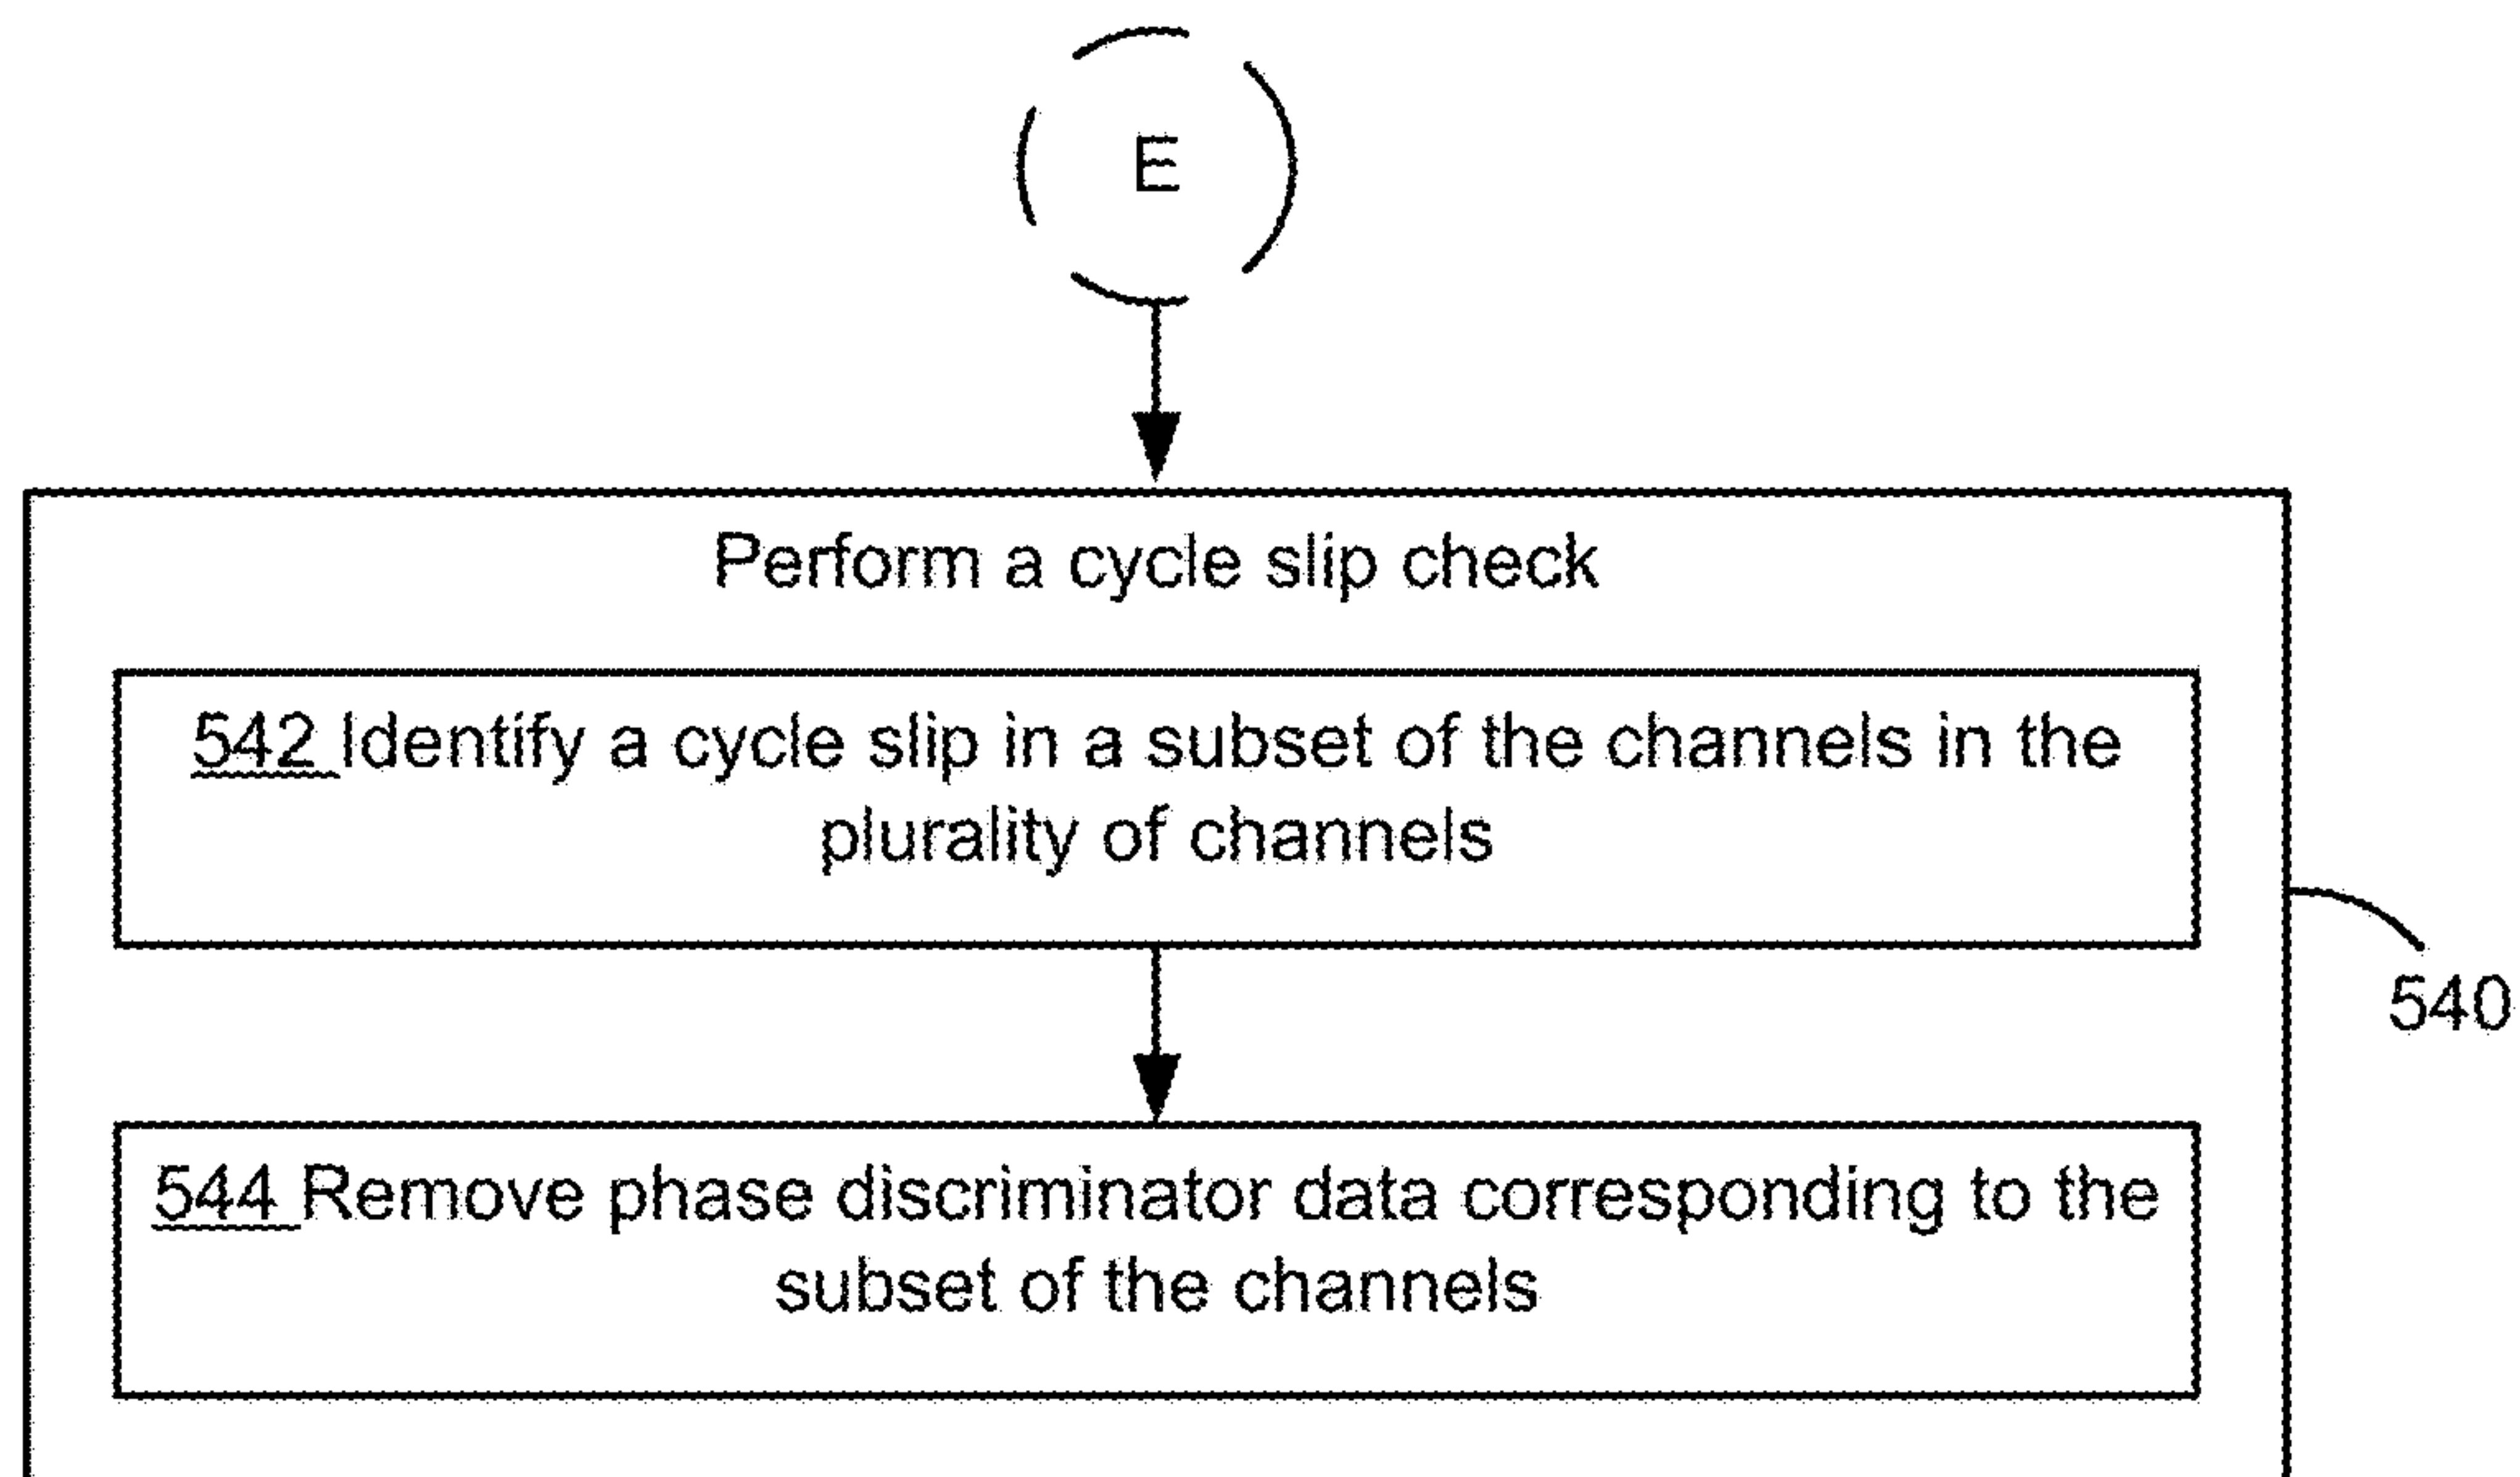 E
Perform a cycle slip check
542 Identify a cycle slip in a subset of the channels in the
plurality of channels
540
544 Remove phase discriminator data corresponding to the
subset of the channels